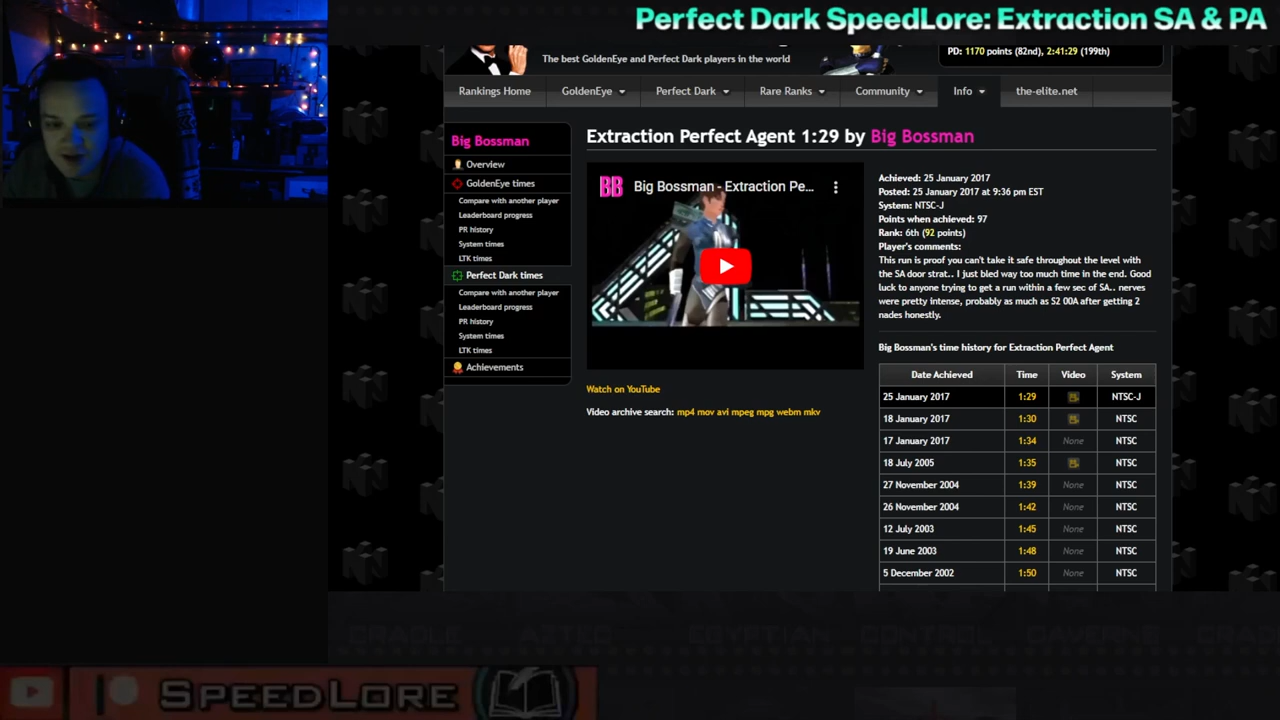 Perfect Dark SpeedLore: Extraction SA & PA
The best GoldenEye and Perfect Dark players in the world
PD: 1170 points (82nd), 2:41:29 (199th)
Rankings Home
GoldenEye
Perfect Dark
Rare Ranks
Community
Info
the-elite.net
Big Bossman
Overview
GoldenEye times
Compare with another player
Leaderboard progress
PR history
System times
LTK times
Perfect Dark times
Compare with another player
Leaderboard progress
PR history
System times
LTK times
Achievements
Extraction Perfect Agent 1:29 by Big Bossman
BB Big Bossman - Extraction Pe...
Watch on YouTube
Video archive search: mp4 mov avi mpeg mpg webm mkv
Achieved: 25 January 2017
Posted: 25 January 2017 at 9:36 pm EST
System: NTSC-J
Points when achieved: 97
Rank: 6th (92 points)
Player's comments:
This run is proof you can't take it safe throughout the level with
the SA door strat.. I just bled way too much time in the end. Good
luck to anyone trying to get a run within a few sec of SA.. nerves
were pretty intense, probably as much as S2 00A after getting 2
nades honestly.
Big Bossman's time history for Extraction Perfect Agent
Date Achieved Time Video System
25 January 2017 1:29 NTSC-J
18 January 2017 1:30 NTSC
17 January 2017 1:34 None NTSC
18 July 2005 1:35 NTSC
27 November 2004 1:39 None NTSC
26 November 2004 1:42 None NTSC
12 July 2003 1:45 None NTSC
19 June 2003 1:48 None NTSC
5 December 2002 1:50 None NTSC
CRADLE AZTEC EGYPTIAN CONTROL CAVERNS CRAD
SPEEDLORE